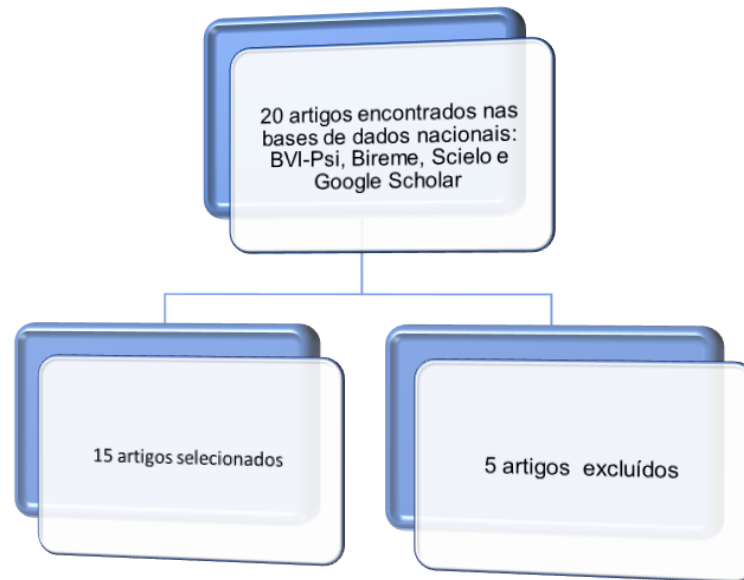 20 artigos encontrados nas
bases de dados nacionais:
BVI-Psi, Bireme, Scielo e
Google Scholar
15 artigos selecionados
5 artigos excluídos